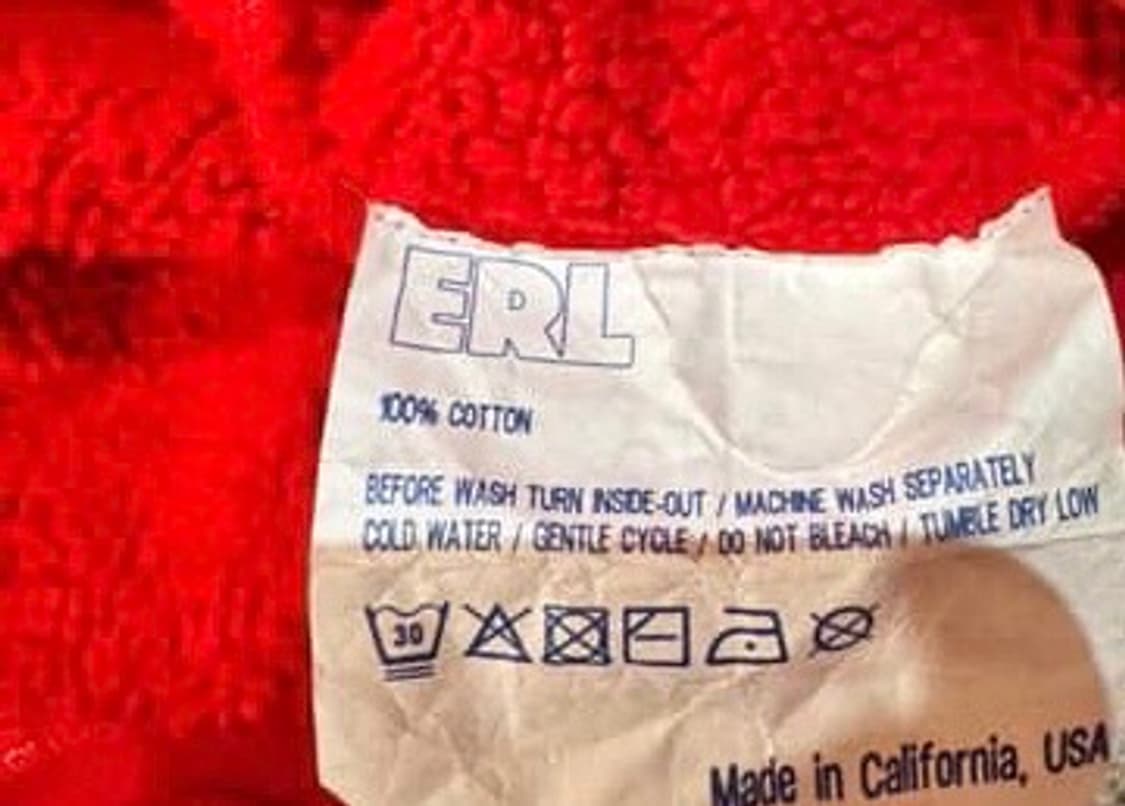 ERL
100% COTTON
BEFORE WASH TURN INSIDE-OUT / MACHINE WASH SEPARATELY
COLD WATER / GENTLE CYCLE / DO NOT BLEACH / TUMBLE DRY LOW
30
Made in California, USA